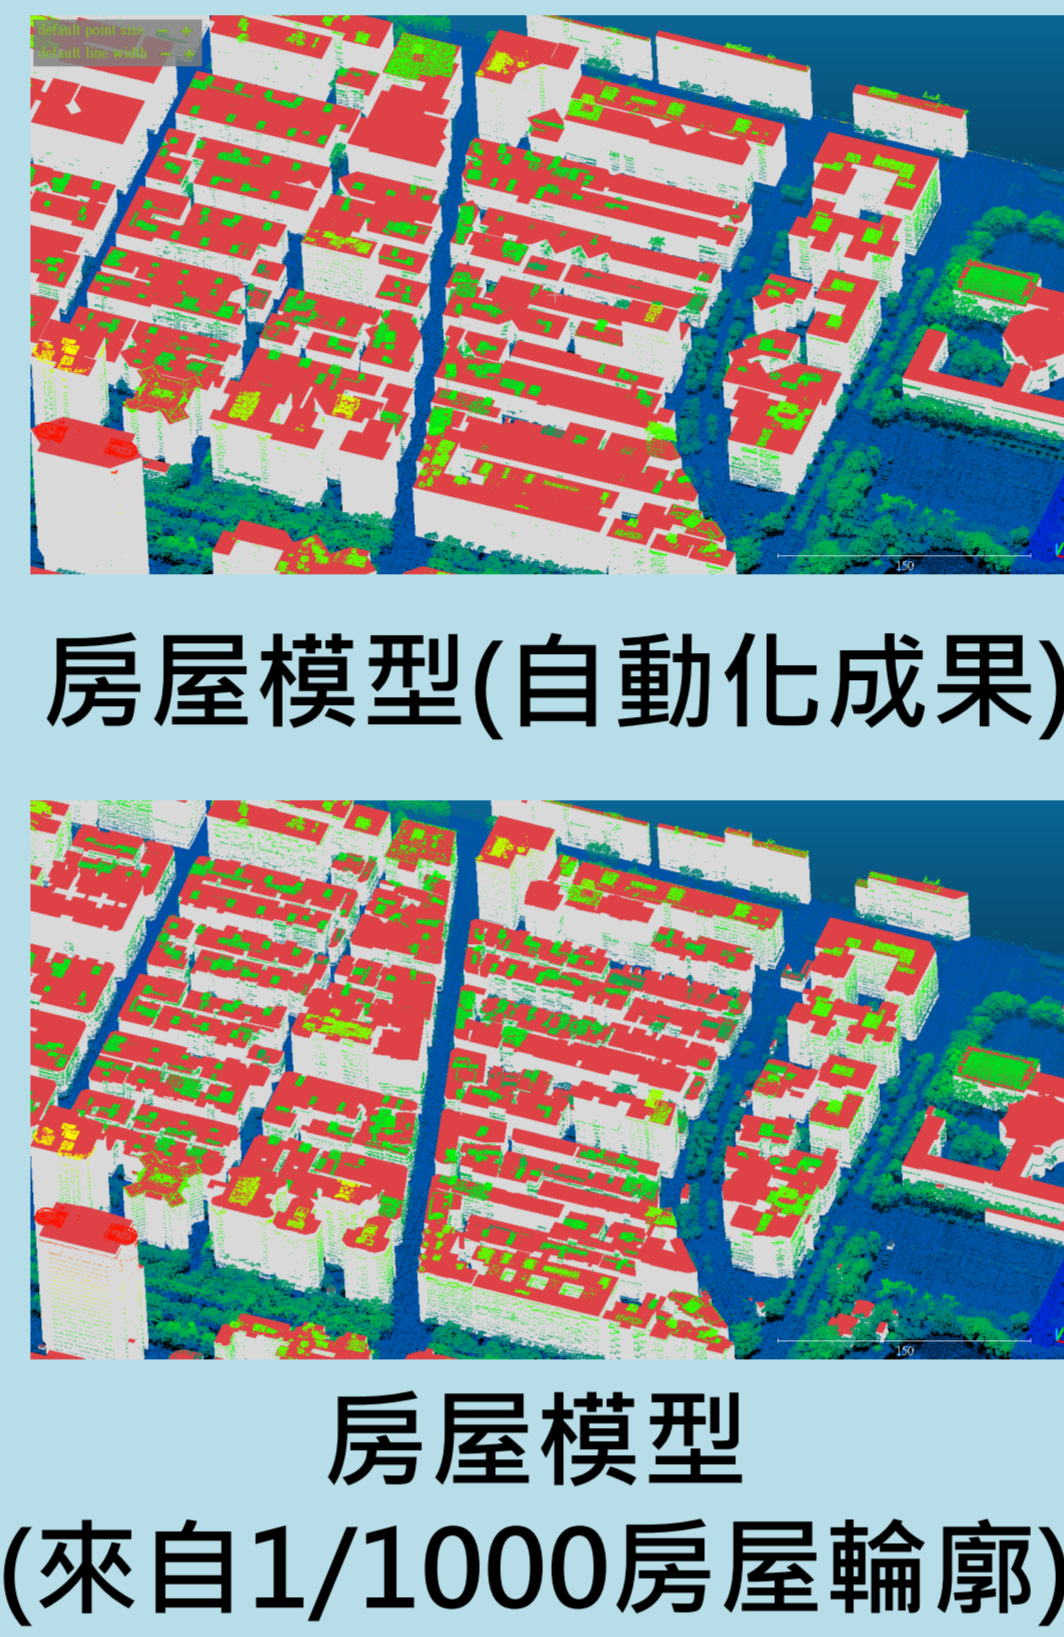 default point size - +
default line width - +
150
房屋模型(自動化成果)
150
房屋模型
(來自1/1000房屋輪廓)